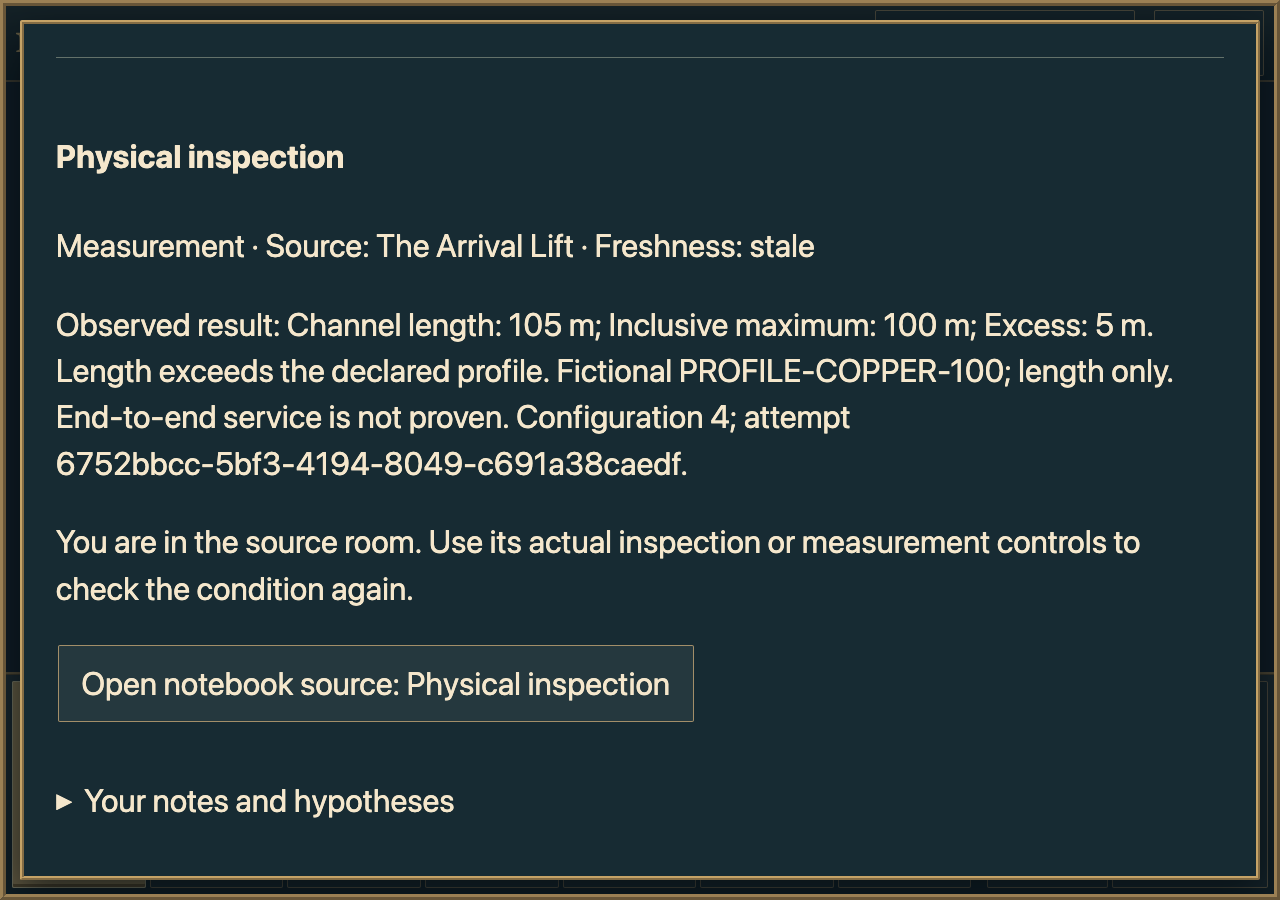 Physical inspection
Measurement · Source: The Arrival Lift · Freshness: stale
Observed result: Channel length: 105 m; Inclusive maximum: 100 m; Excess: 5 m.
Length exceeds the declared profile. Fictional PROFILE-COPPER-100; length only.
End-to-end service is not proven. Configuration 4; attempt
6752bbcc-5bf3-4194-8049-c691a38caedf.
You are in the source room. Use its actual inspection or measurement controls to
check the condition again.
Open notebook source: Physical inspection
▶ Your notes and hypotheses